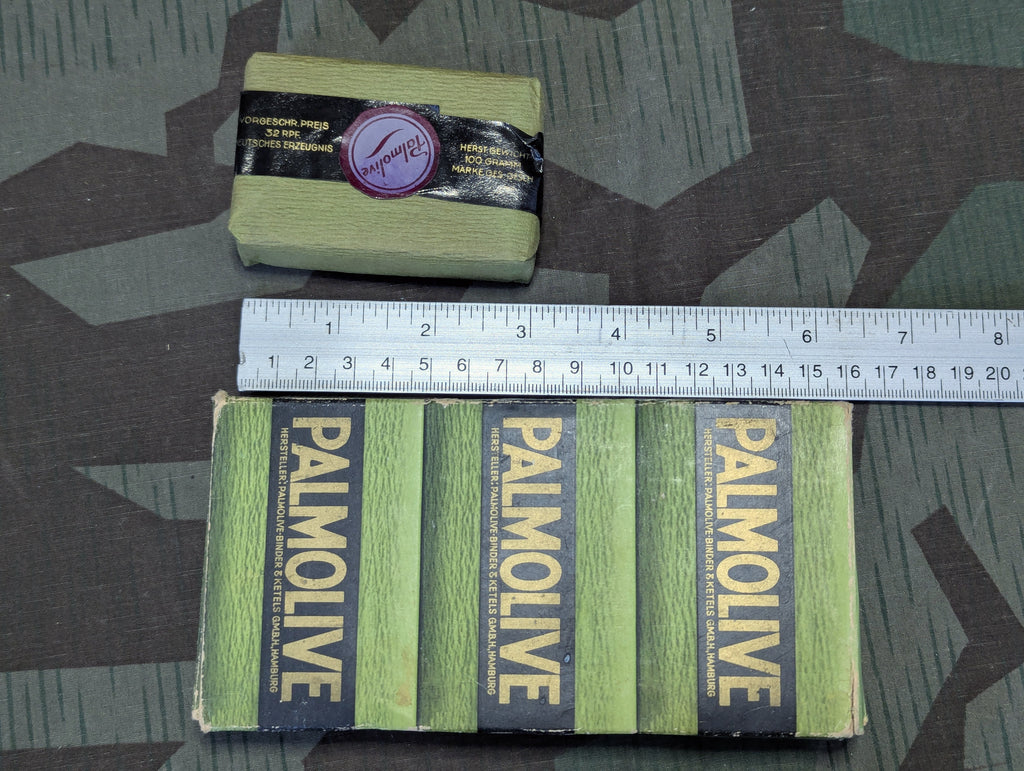 VORGESCHR. PREIS
32 RPF.
DEUTSCHES ERZEUGNIS
Palmolive
HERST. GEWICHT
100 GRAMM
MARKE GES. GESCH
1 2 3 4 5 6 7 8
1 2 3 4 5 6 7 8 9 10 11 12 13 14 15 16 17 18 19 20
PALMOLIVE
HERSTELLER: PALMOLIVE-BINDER & KETELS G.M.B.H, HAMBURG
PALMOLIVE
HERSTELLER: PALMOLIVE-BINDER & KETELS G.M.B.H, HAMBURG
PALMOLIVE
HERSTELLER: PALMOLIVE-BINDER & KETELS G.M.B.H, HAMBURG